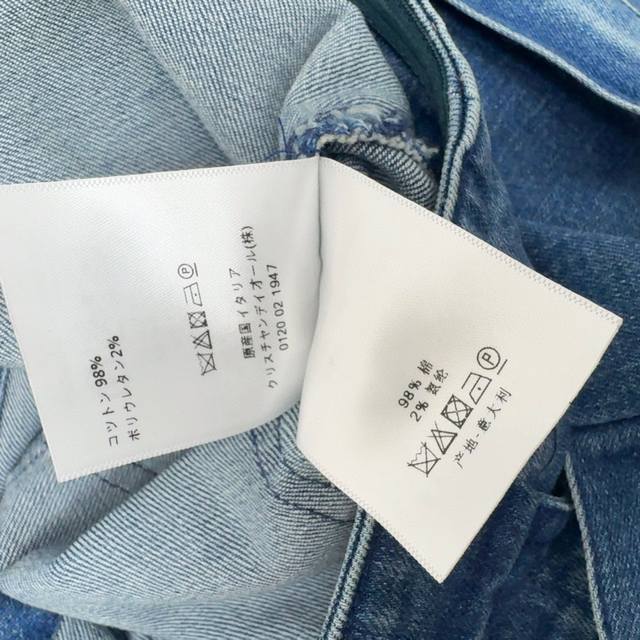 コットン 98%
ポリウレタン 2%
原産国 イタリア
クリスチャンディオール(株)
0120 02 1947
98% 棉
2% 氨纶
P
产地 - 意大利